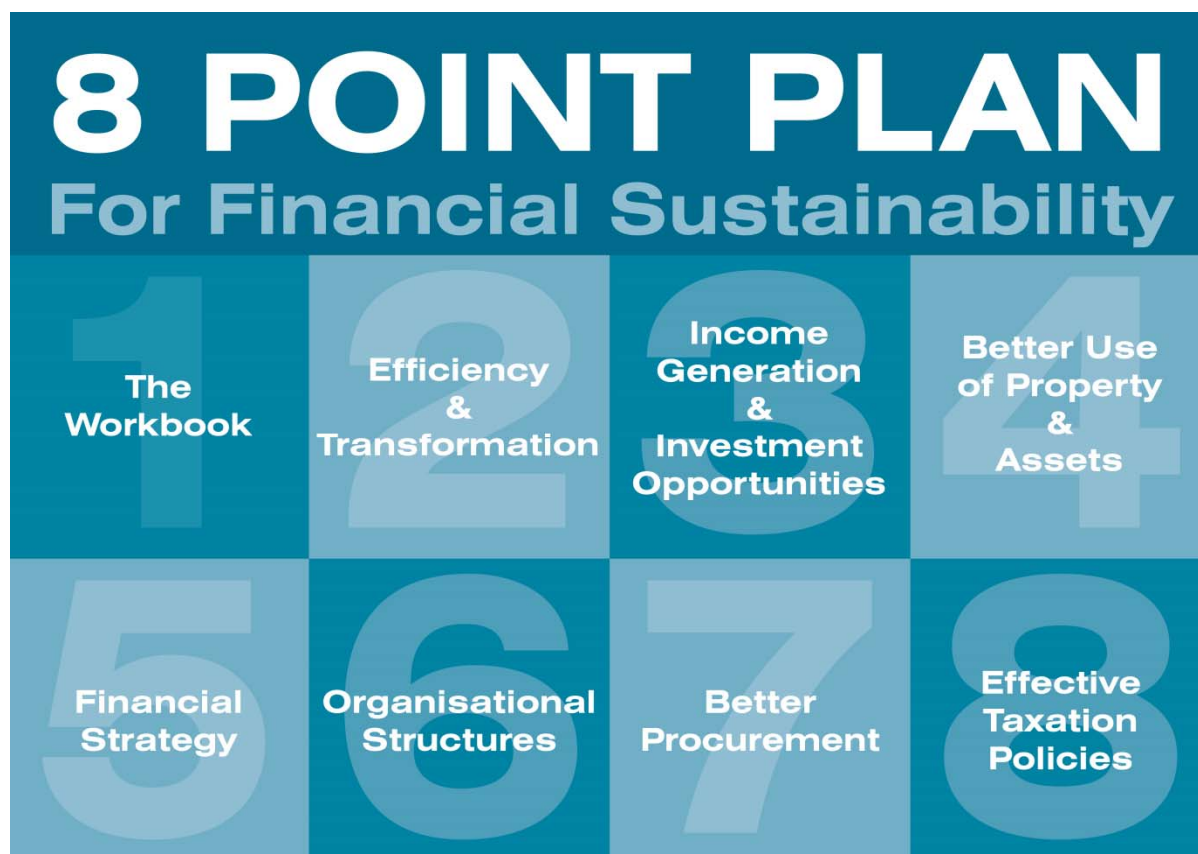 8 POINT PLAN
For Financial Sustainability
1
The
Workbook
2
Efficiency
&
Transformation
3
Income
Generation
&
Investment
Opportunities
4
Better Use
of Property
&
Assets
5
Financial
Strategy
6
Organisational
Structures
7
Better
Procurement
8
Effective
Taxation
Policies